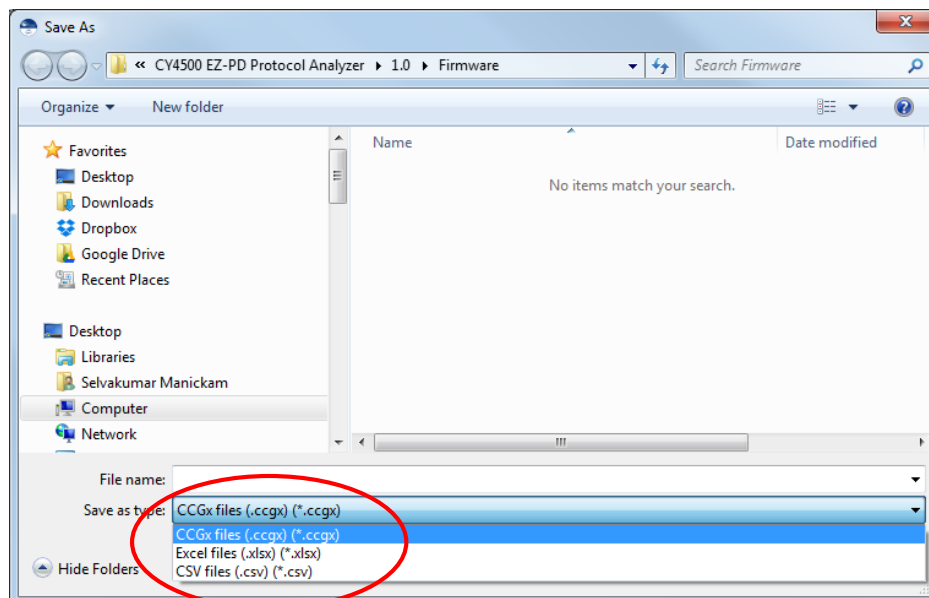 Save As
« CY4500 EZ-PD Protocol Analyzer ▸ 1.0 ▸ Firmware
Search Firmware
Organize
New folder
Name
Date modified
No items match your search.
Favorites
Desktop
Downloads
Dropbox
Google Drive
Recent Places
Desktop
Libraries
Selvakumar Manickam
Computer
Network
File name:
Save as type: CCGx files (.ccgx) (*.ccgx)
CCGx files (.ccgx) (*.ccgx)
Excel files (.xlsx) (*.xlsx)
CSV files (.csv) (*.csv)
Hide Folders